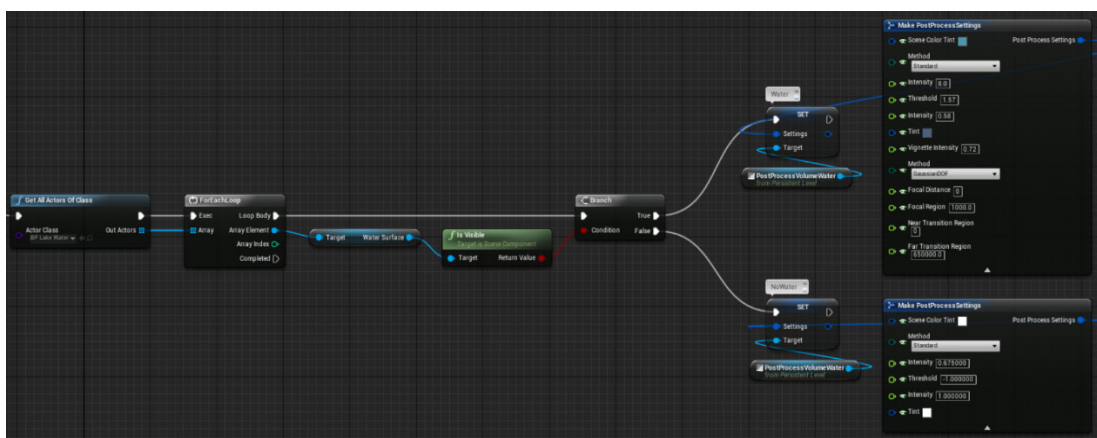 Get All Actors Of Class
Actor Class
BP Lake Water
Out Actors
ForEachLoop
Exec
Loop Body
Array
Array Element
Array Index
Completed
Target
Water Surface
Is Visible
Target is Scene Component
Target
Return Value
Branch
True
Condition
False
Water
SET
Settings
Target
PostProcessVolumeWater
from Persistent Level
NoWater
SET
Settings
Target
PostProcessVolumeWater
from Persistent Level
Make PostProcessSettings
Scene Color Tint
Post Process Settings
Method
Standard
Intensity 8.0
Threshold 1.57
Intensity 0.58
Tint
Vignette Intensity 0.72
Method
GaussianDOF
Focal Distance 0
Focal Region 1000.0
Near Transition Region
0
Far Transition Region
650000.0
Make PostProcessSettings
Scene Color Tint
Post Process Settings
Method
Standard
Intensity 0.675000
Threshold -1.000000
Intensity 1.000000
Tint